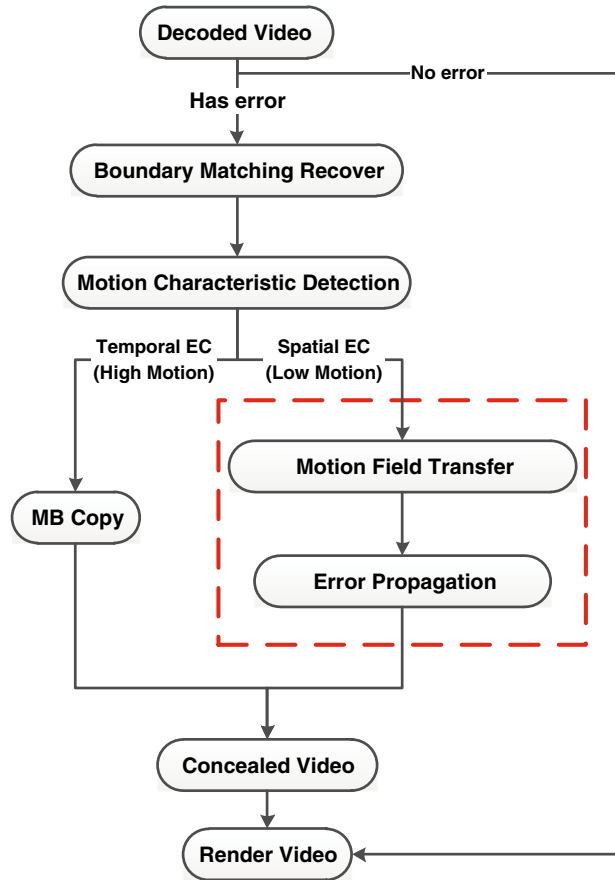 Decoded Video
No error
Has error
Boundary Matching Recover
Motion Characteristic Detection
Temporal EC
(High Motion)
Spatial EC
(Low Motion)
Motion Field Transfer
MB Copy
Error Propagation
Concealed Video
Render Video